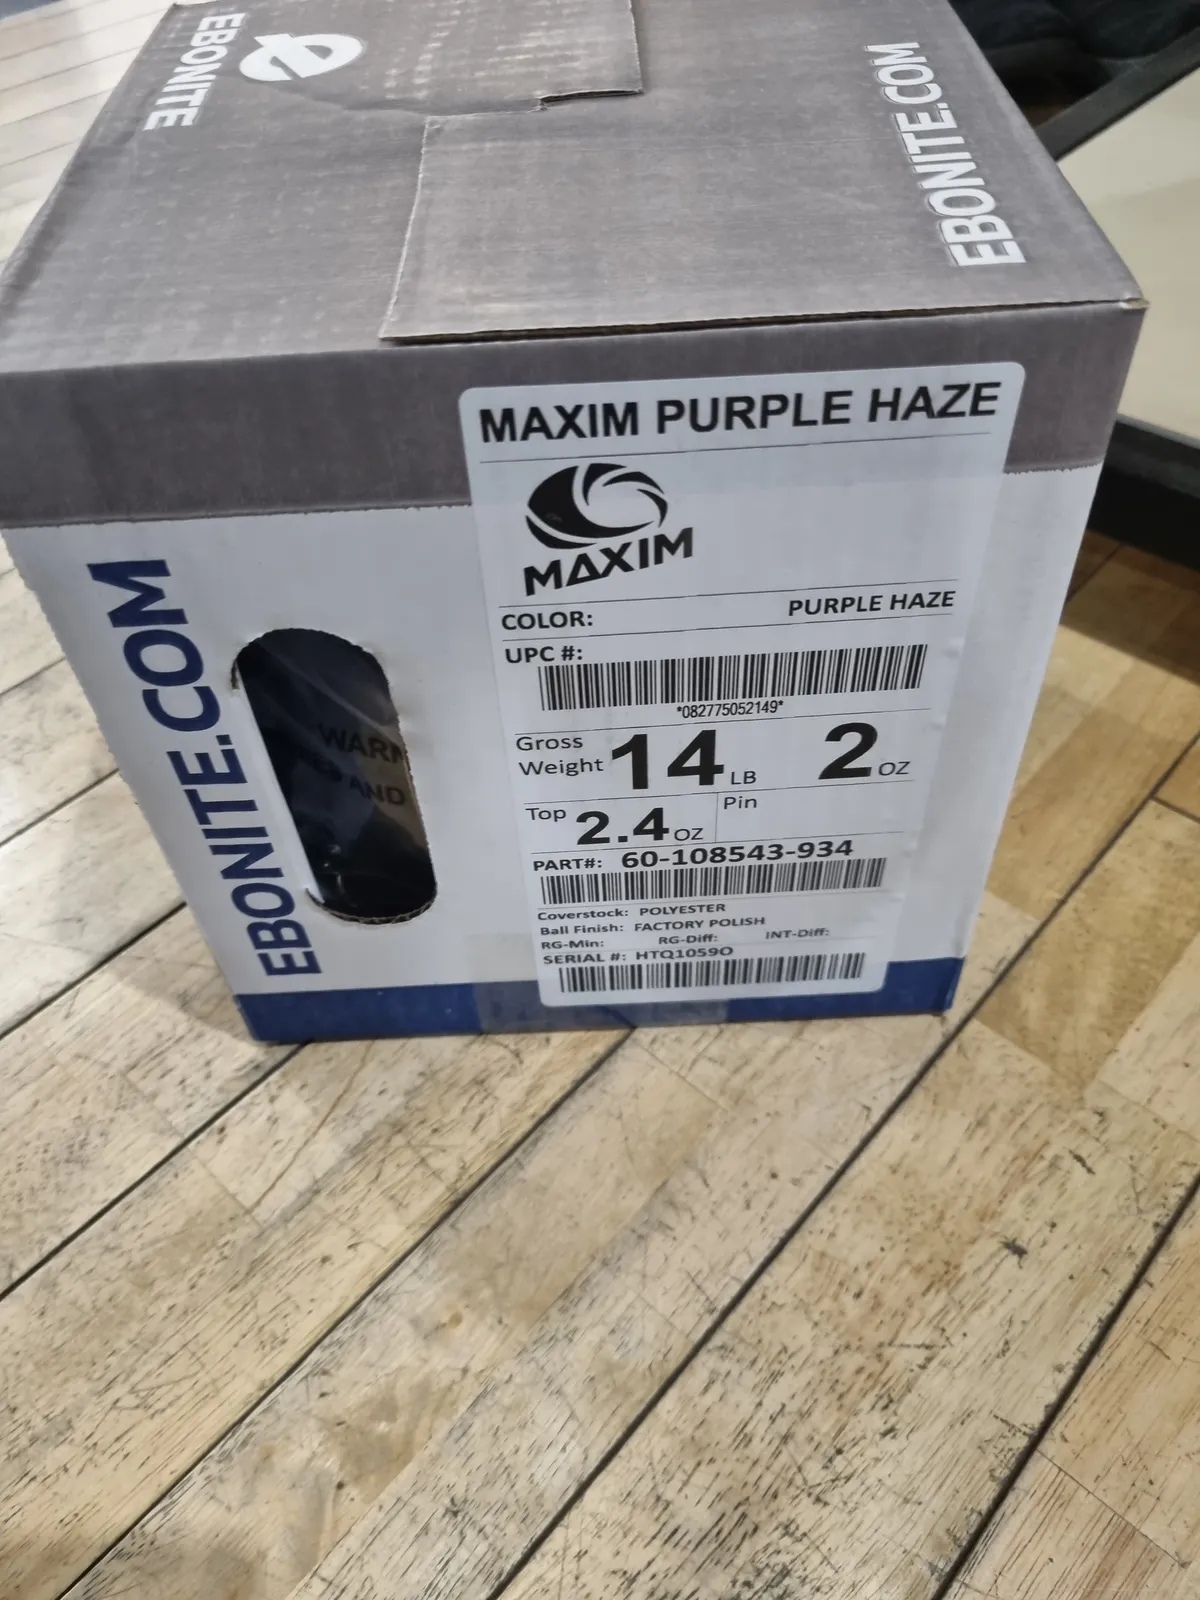 EBONITE
e
EBONITE.COM
MAXIM PURPLE HAZE
MAXIM
COLOR: PURPLE HAZE
UPC #:
*082775052149*
Gross Weight 14 LB 2 OZ
Top 2.4 OZ Pin
PART#: 60-108543-934
Coverstock: POLYESTER
Ball Finish: FACTORY POLISH
RG-Min: RG-Diff: INT-Diff:
SERIAL #: HTQ1059O
EBONITE.COM
AND